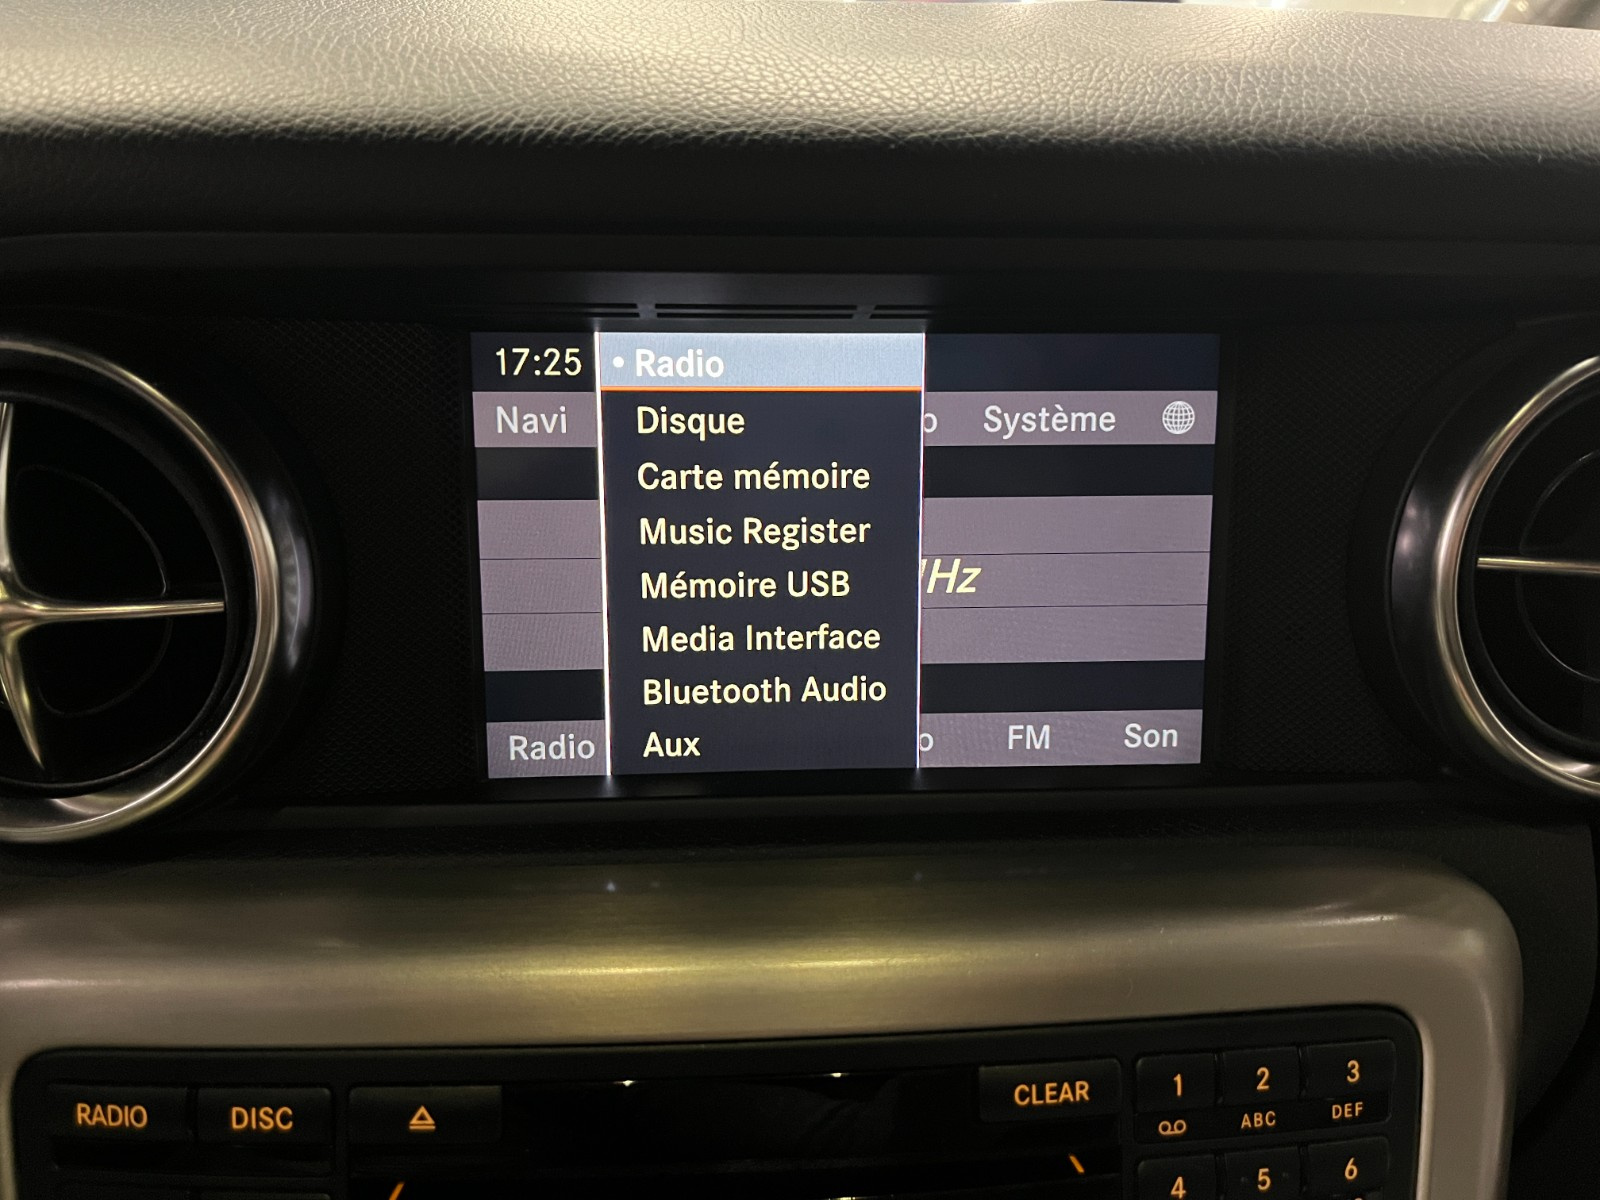 17:25 • Radio
Navi Disque Système
Carte mémoire
Music Register
Mémoire USB
Hz
Media Interface
Bluetooth Audio
Radio Aux FM Son
RADIO DISC CLEAR 1 2 3
ABC DEF
4 5 6